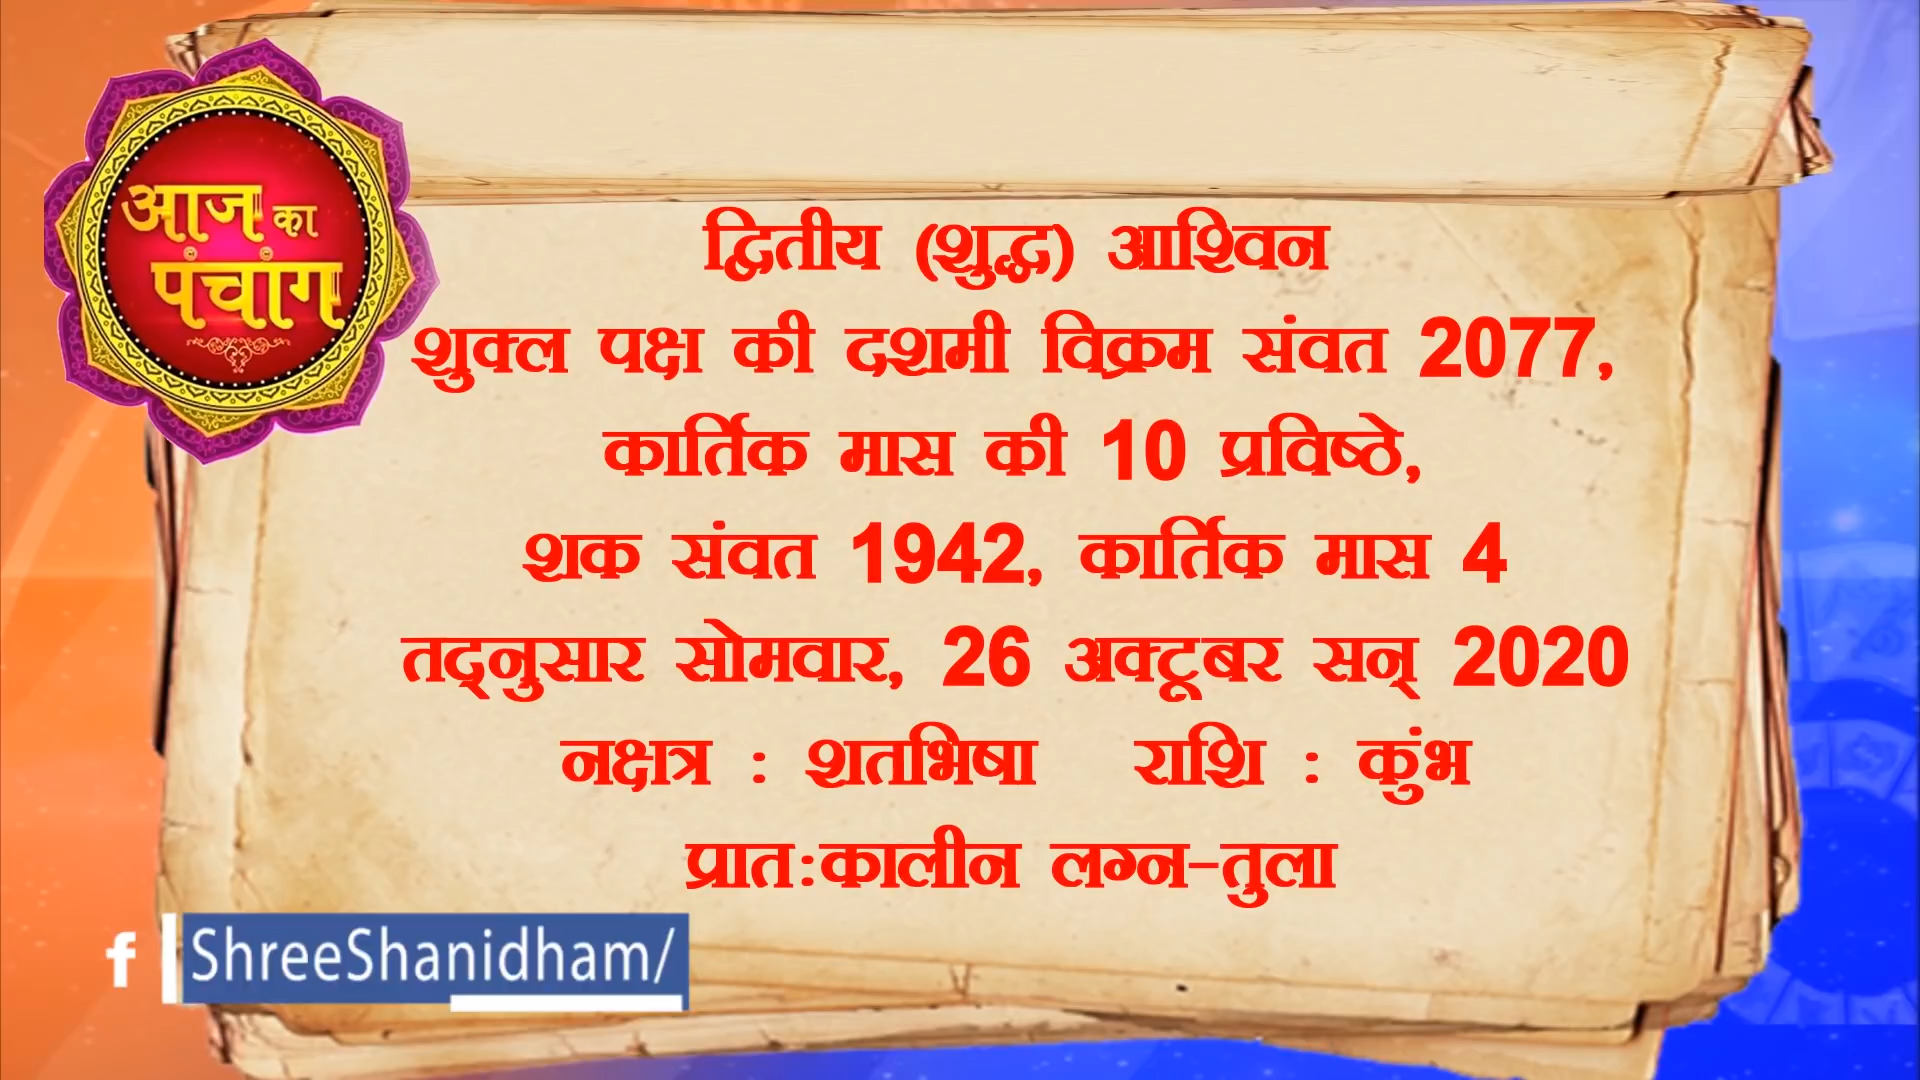 आज का
पंचांग
द्वितीय (शुद्ध) आश्विन
शुक्ल पक्ष की दशमी विक्रम संवत 2077,
कार्तिक मास की 10 प्रविष्ठे,
शक संवत 1942, कार्तिक मास 4
तद्नुसार सोमवार, 26 अक्टूबर सन् 2020
नक्षत्र : शतभिषा राशि : कुंभ
प्रात:कालीन लग्न-तुला
f ShreeShanidham/